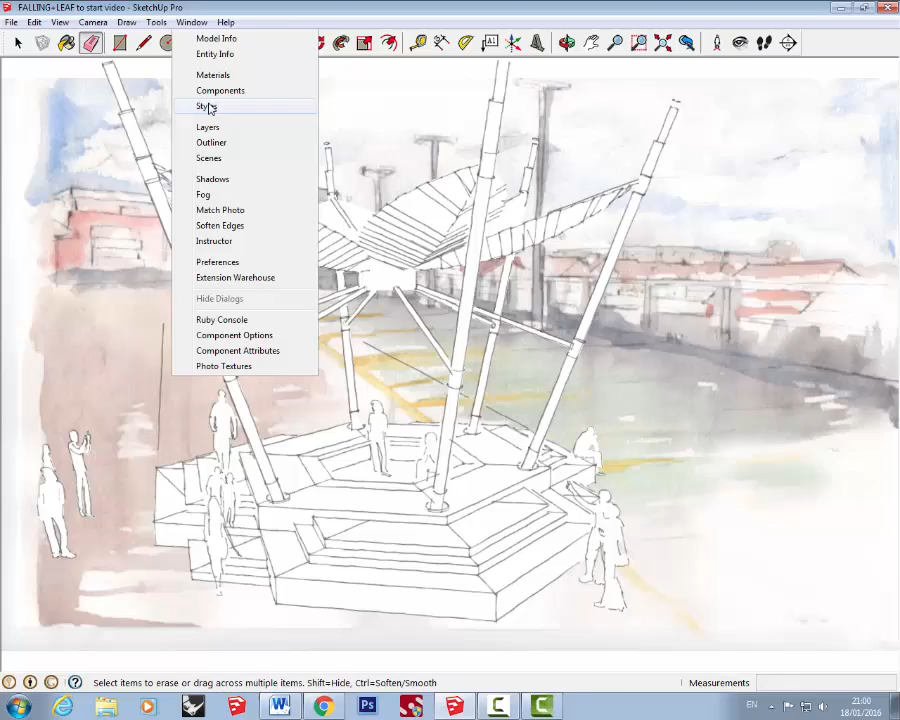 FALLING+LEAF to start video - SketchUp Pro
File Edit View Camera Draw Tools Window Help
Model Info
Entity Info
Materials
Components
Styles
Layers
Outliner
Scenes
Shadows
Fog
Match Photo
Soften Edges
Instructor
Preferences
Extension Warehouse
Hide Dialogs
Ruby Console
Component Options
Component Attributes
Photo Textures
Select items to erase or drag across multiple items. Shift=Hide, Ctrl=Soften/Smooth
Measurements
EN
21:00
18/01/2016